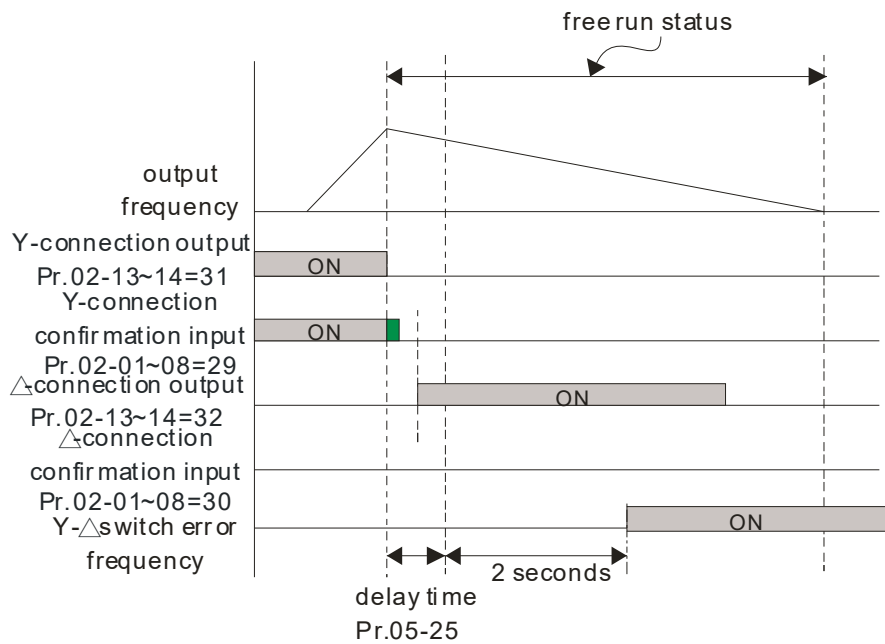 free run status
output
frequency
Y-connection output
ON
Pr.02-13~14=31
Y-connection
confirmation input
ON
Pr.02-01~08=29
△-connection output
ON
Pr.02-13~14=32
△-connection
confirmation input
Pr.02-01~08=30
Y-△switch error
ON
frequency
2 seconds
delay time
Pr.05-25